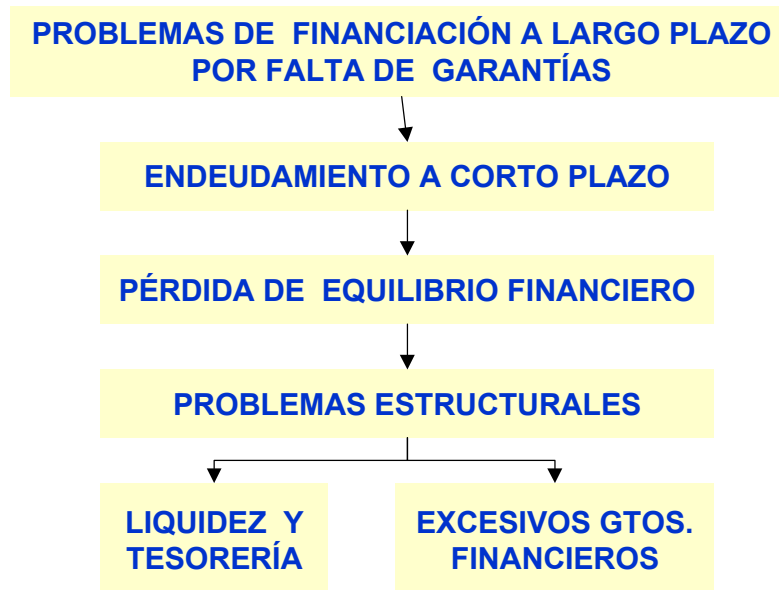 PROBLEMAS DE FINANCIACIÓN A LARGO PLAZO
POR FALTA DE GARANTÍAS
ENDEUDAMIENTO A CORTO PLAZO
PÉRDIDA DE EQUILIBRIO FINANCIERO
PROBLEMAS ESTRUCTURALES
LIQUIDEZ Y
TESORERÍA
EXCESIVOS GTOS.
FINANCIEROS